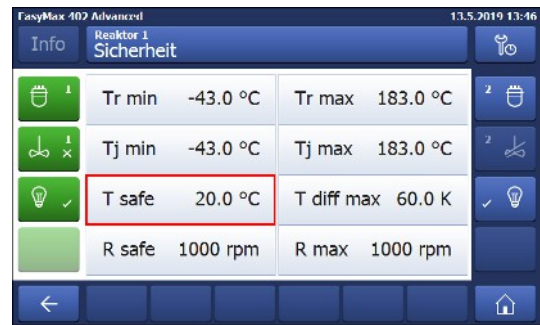 EasyMax 402 Advanced 13.5.2019 13:46
Info
Reaktor 1
Sicherheit
1 Tr min -43.0 °C Tr max 183.0 °C 2
1 Tj min -43.0 °C Tj max 183.0 °C 2
T safe 20.0 °C T diff max 60.0 K
R safe 1000 rpm R max 1000 rpm